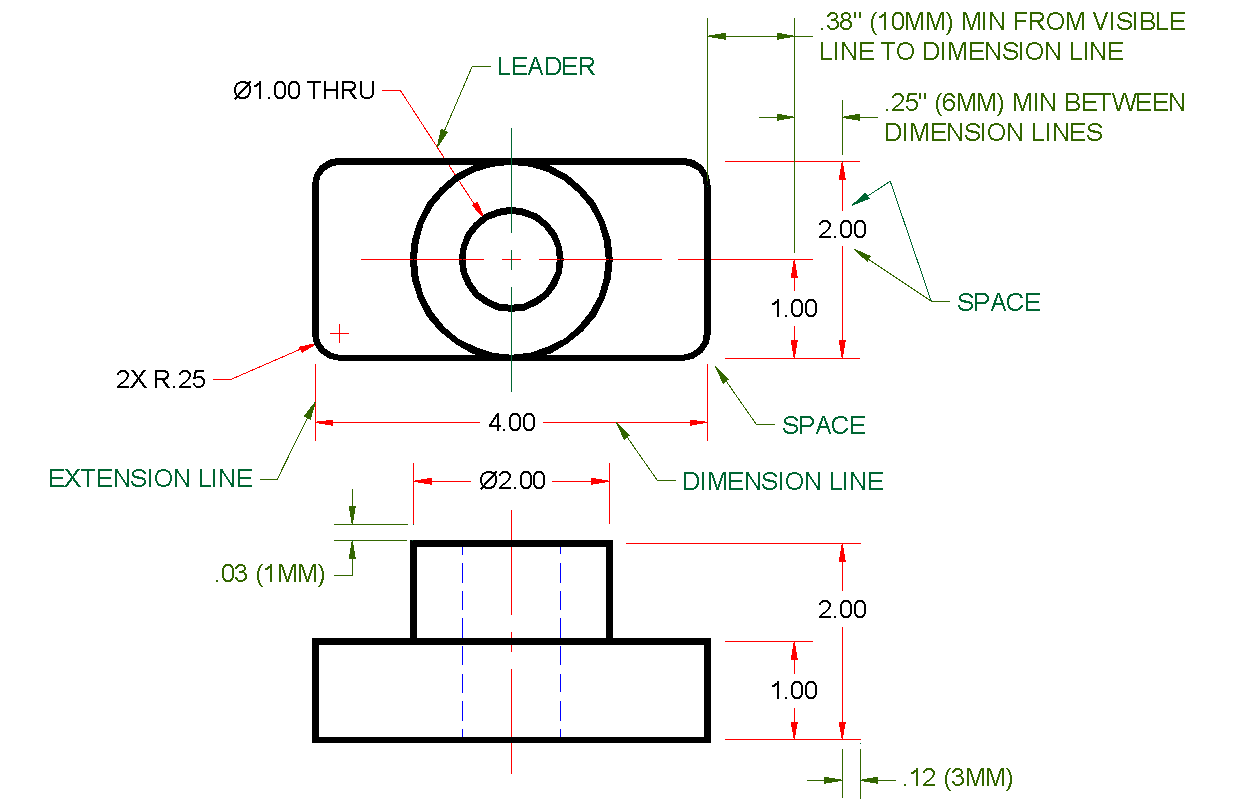 .38" (10MM) MIN FROM VISIBLE
LINE TO DIMENSION LINE
LEADER
Ø1.00 THRU
.25" (6MM) MIN BETWEEN
DIMENSION LINES
2.00
SPACE
1.00
2X R.25
4.00
SPACE
EXTENSION LINE
Ø2.00
DIMENSION LINE
.03 (1MM)
2.00
1.00
.12 (3MM)